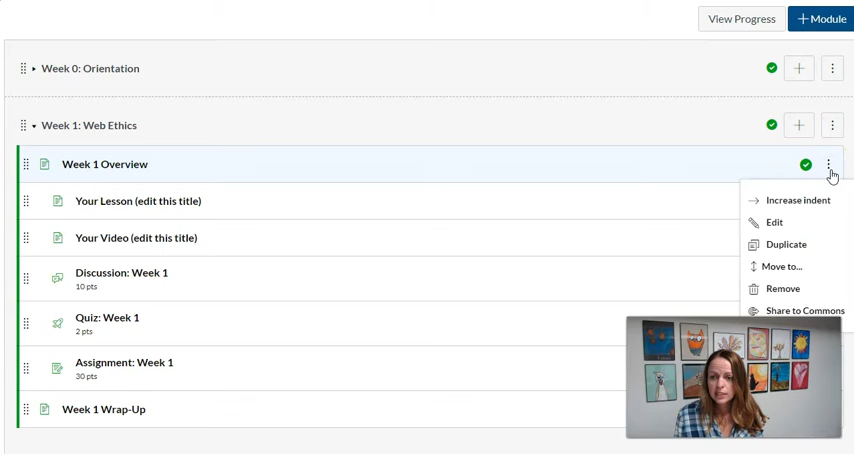 View Progress
+ Module
Week 0: Orientation
Week 1: Web Ethics
Week 1 Overview
Your Lesson (edit this title)
Increase indent
Edit
Your Video (edit this title)
Duplicate
Move to...
Discussion: Week 1
10 pts
Remove
Share to Commons
Quiz: Week 1
2 pts
Assignment: Week 1
30 pts
Week 1 Wrap-Up